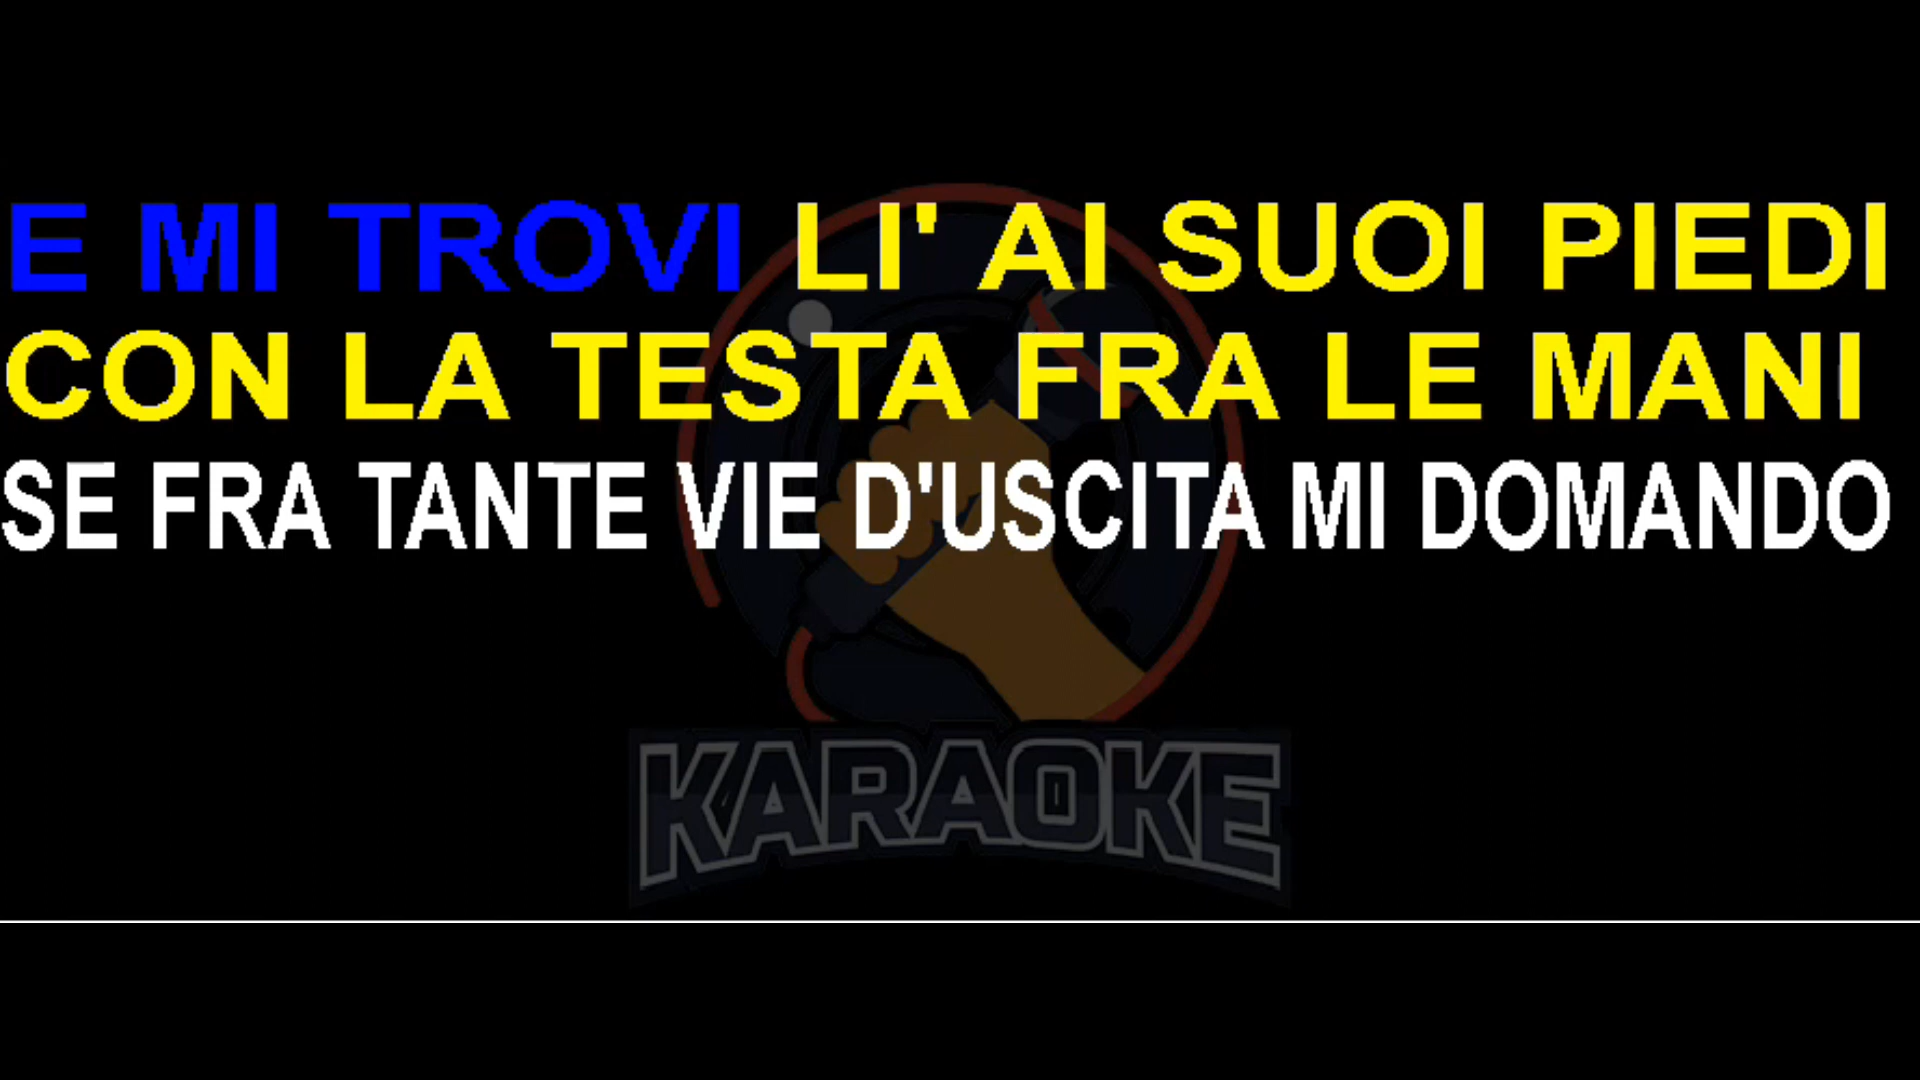 E MI TROVI LI' AI SUOI PIEDI
CON LA TESTA FRA LE MANI
SE FRA TANTE VIE D'USCITA MI DOMANDO
KARAOKE